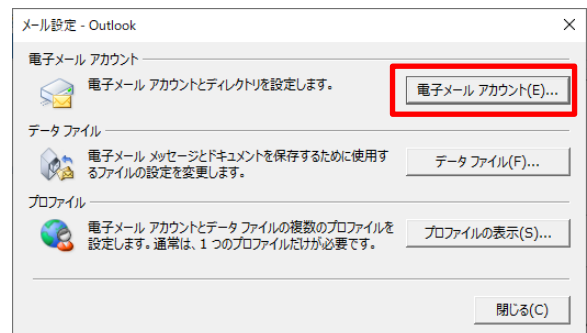 メール設定 - Outlook
電子メール アカウント
電子メール アカウントとディレクトリを設定します。
電子メール アカウント(E)...
データ ファイル
電子メール メッセージとドキュメントを保存するために使用す
るファイルの設定を変更します。
データ ファイル(F)...
プロファイル
電子メール アカウントとデータ ファイルの複数のプロファイルを
設定します。通常は、1 つのプロファイルだけが必要です。
プロファイルの表示(S)...
閉じる(C)